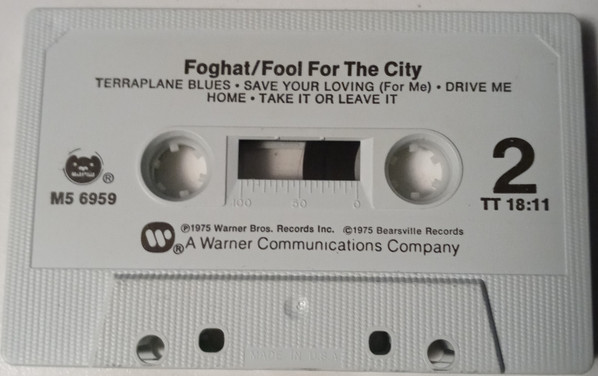 Foghat/Fool For The City
TERRAPLANE BLUES • SAVE YOUR LOVING (For Me) • DRIVE ME
HOME • TAKE IT OR LEAVE IT
®
M5 6959
2
TT 18:11
100 50 0
℗1975 Warner Bros. Records Inc. ©1975 Bearsville Records
®A Warner Communications Company
MADE IN U.S.A.